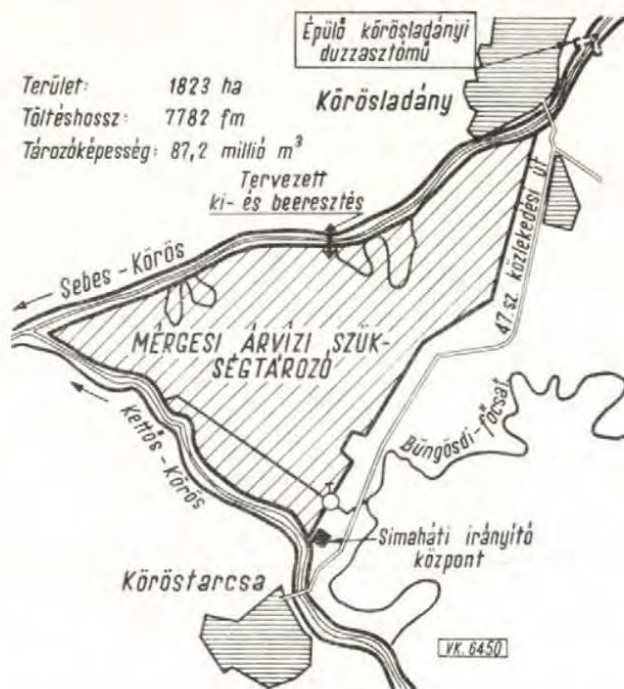 Épülő körösladányi
duzzasztómű
Terület: 1823 ha
Töltéshossz: 7782 fm
Tározóképesség: 87,2 millió m³
Körösladány
Tervezett
ki- és beeresztés
47. sz. közlekedési út
Sebes-Körös
MÉRGESI ÁRVÍZI SZÜK-
SÉGTÁROZÓ
Kettős-Körös
Büngösdi-főcsat
Simaháti irányító
központ
Köröstarcsa
VK. 6450